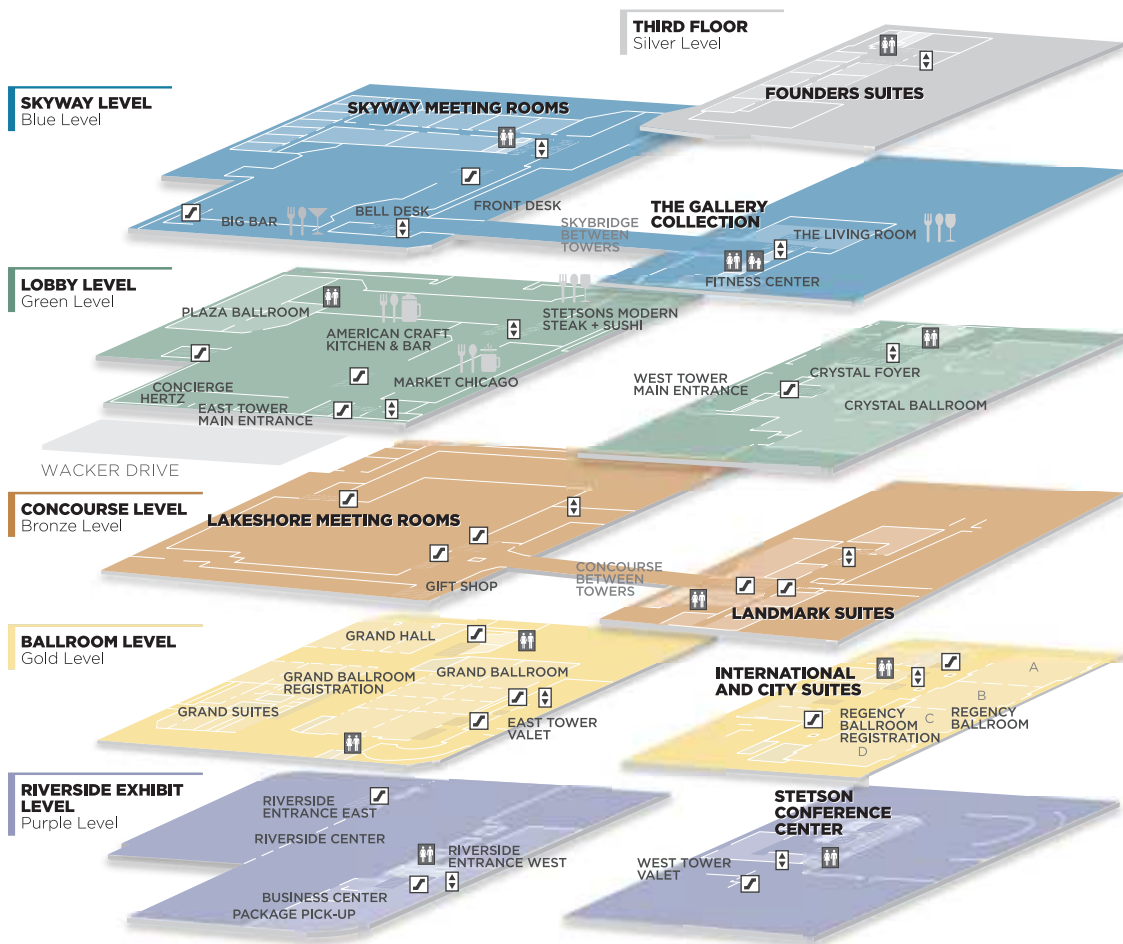 THIRD FLOOR
Silver Level
FOUNDERS SUITES
SKYWAY LEVEL
Blue Level
SKYWAY MEETING ROOMS
BIG BAR
BELL DESK
FRONT DESK
SKYBRIDGE
BETWEEN
TOWERS
THE GALLERY
COLLECTION
THE LIVING ROOM
FITNESS CENTER
LOBBY LEVEL
Green Level
PLAZA BALLROOM
AMERICAN CRAFT
KITCHEN & BAR
STETSONS MODERN
STEAK + SUSHI
MARKET CHICAGO
CONCIERGE
HERTZ
EAST TOWER
MAIN ENTRANCE
WEST TOWER
MAIN ENTRANCE
CRYSTAL FOYER
CRYSTAL BALLROOM
WACKER DRIVE
CONCOURSE LEVEL
Bronze Level
LAKESHORE MEETING ROOMS
GIFT SHOP
CONCOURSE
BETWEEN
TOWERS
LANDMARK SUITES
BALLROOM LEVEL
Gold Level
GRAND HALL
GRAND BALLROOM
GRAND BALLROOM
REGISTRATION
GRAND SUITES
EAST TOWER
VALET
INTERNATIONAL
AND CITY SUITES
A
B
C
D
REGENCY
BALLROOM
REGISTRATION
REGENCY
BALLROOM
RIVERSIDE EXHIBIT
LEVEL
Purple Level
RIVERSIDE
ENTRANCE EAST
RIVERSIDE CENTER
RIVERSIDE
ENTRANCE WEST
BUSINESS CENTER
PACKAGE PICK-UP
STETSON
CONFERENCE
CENTER
WEST TOWER
VALET